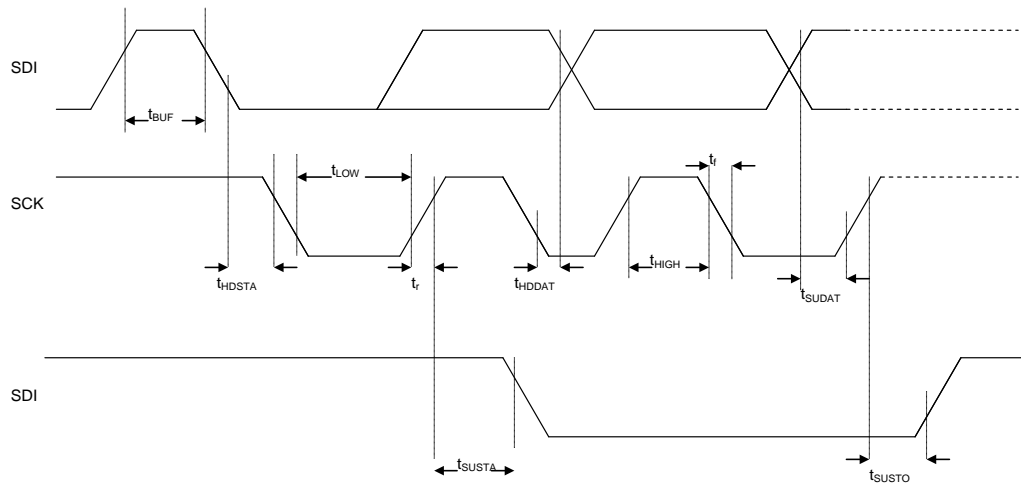 SDI
tBUF
tLOW
tf
SCK
tHDSTA
tr
tHDDAT
tHIGH
tSUDAT
SDI
tSUSTA
tSUSTO